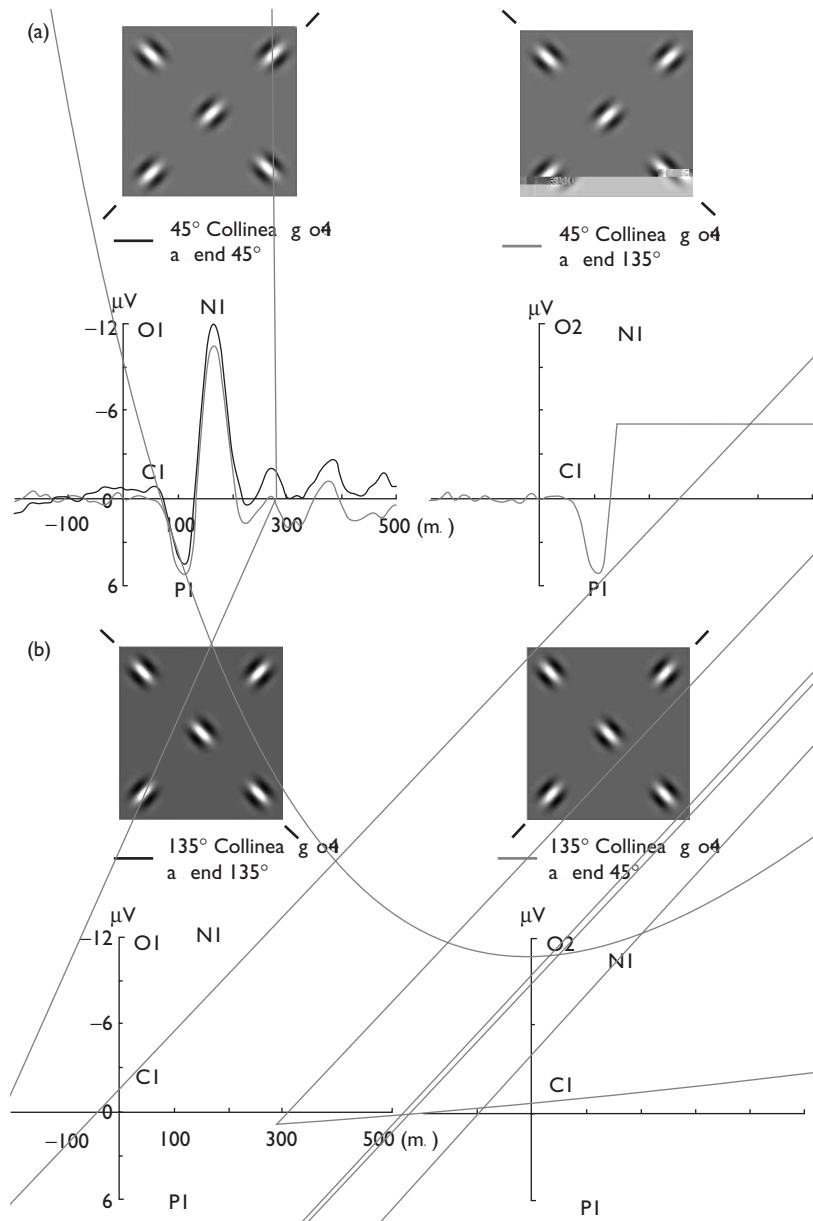 (a)
45° Collinea g o4
a end 45°
45° Collinea g o4
a end 135°
μV
−12
O1
N1
−6
C1
0
−100
100
300
500 (m.)
6
P1
μV
O2
N1
C1
P1
(b)
135° Collinea g o4
a end 135°
135° Collinea g o4
a end 45°
μV
−12
O1
N1
−6
C1
0
−100
100
300
500 (m.)
6
P1
μV
O2
N1
C1
P1